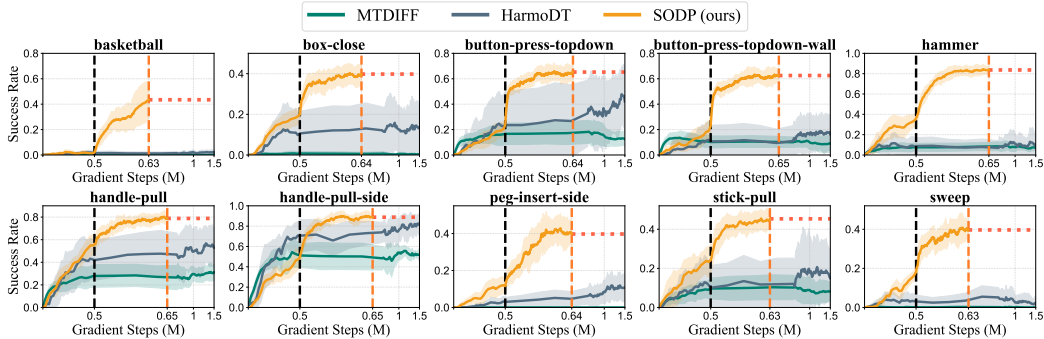 MTDIFF HarmoDT SODP (ours)
basketball box-close button-press-topdown button-press-topdown-wall hammer
Success Rate
0.8 0.6 0.4 0.2 0.0
0.4 0.2 0.0
0.8 0.6 0.4 0.2 0.0
0.8 0.6 0.4 0.2 0.0
1.0 0.8 0.6 0.4 0.2 0.0
0.5 0.63 1 1.5
0.5 0.64 1 1.5
0.5 0.64 1 1.5
0.5 0.65 1 1.5
0.5 0.65 1 1.5
Gradient Steps (M) Gradient Steps (M) Gradient Steps (M) Gradient Steps (M) Gradient Steps (M)
handle-pull handle-pull-side peg-insert-side stick-pull sweep
Success Rate
0.8 0.6 0.4 0.2 0.0
1.0 0.8 0.6 0.4 0.2 0.0
0.4 0.2 0.0
0.4 0.2 0.0
0.4 0.2 0.0
0.5 0.65 1 1.5
0.5 0.65 1 1.5
0.5 0.64 1 1.5
0.5 0.63 1 1.5
0.5 0.63 1 1.5
Gradient Steps (M) Gradient Steps (M) Gradient Steps (M) Gradient Steps (M) Gradient Steps (M)